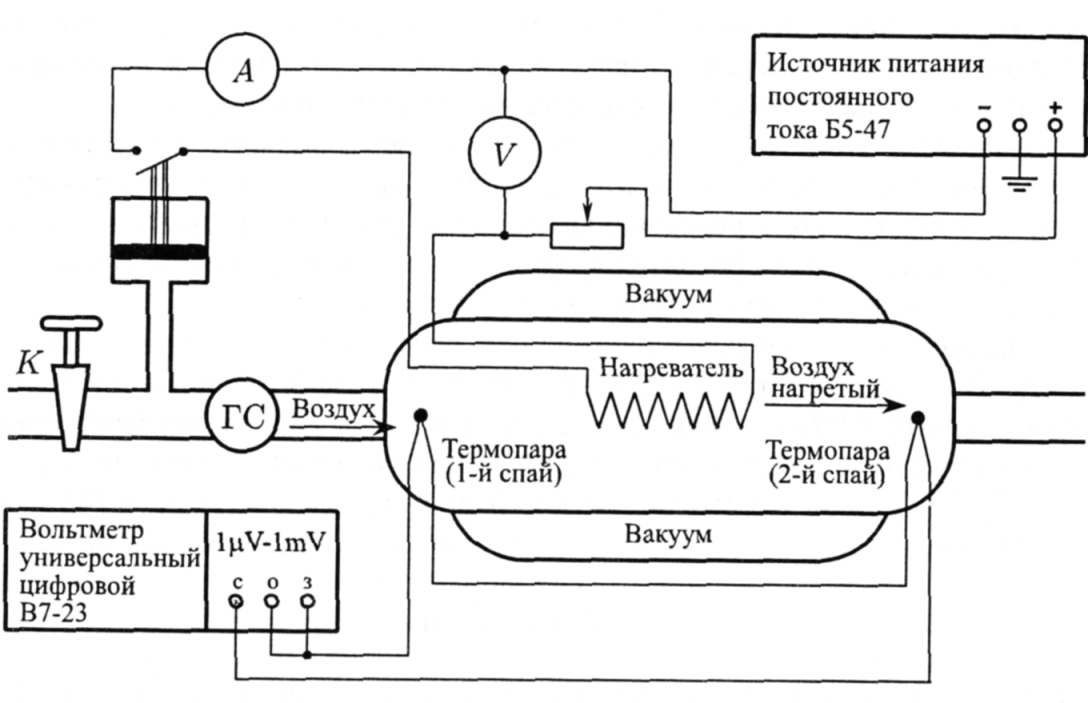 A
Источник питания
постоянного
тока Б5-47
− +
V
Вакуум
K
Нагреватель
Воздух
нагретый
ГС
Воздух
Термопара
(1-й спай)
Термопара
(2-й спай)
Вакуум
Вольтметр
универсальный
цифровой
В7-23
1μV-1mV
с о з